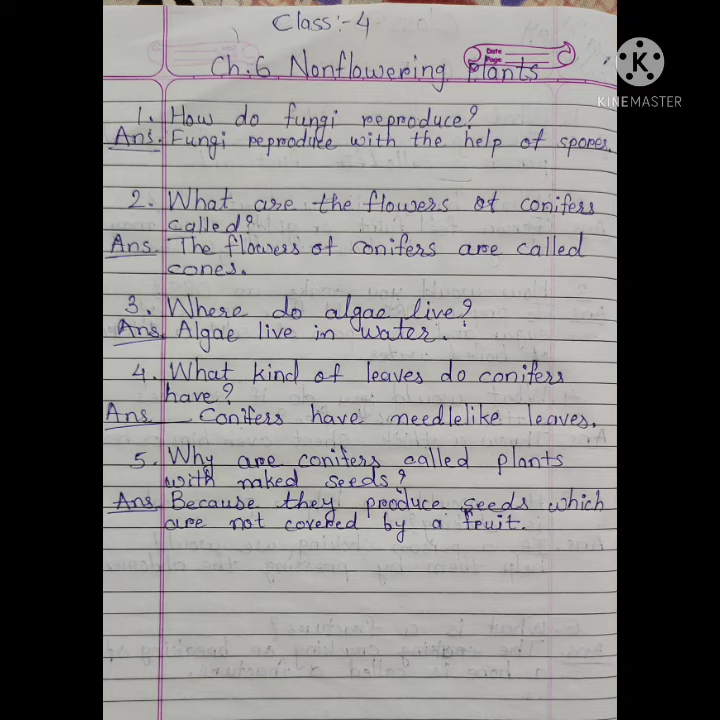 Class:-4
Date
Page
Ch.6 Nonflowering Plants
KINEMASTER
1. How do fungi reproduce?
Ans. Fungi reproduce with the help of spores.
2. What are the flowers of conifers
called?
Ans The flowers of conifers are called
cones.
3. Where do algae live?
Ans. Algae live in water.
4. What kind of leaves do conifers
have?
Ans Conifers have needlelike leaves.
5. Why are conifers called plants
with naked seeds?
Ans Because they produce seeds which
are not covered by a fruit.